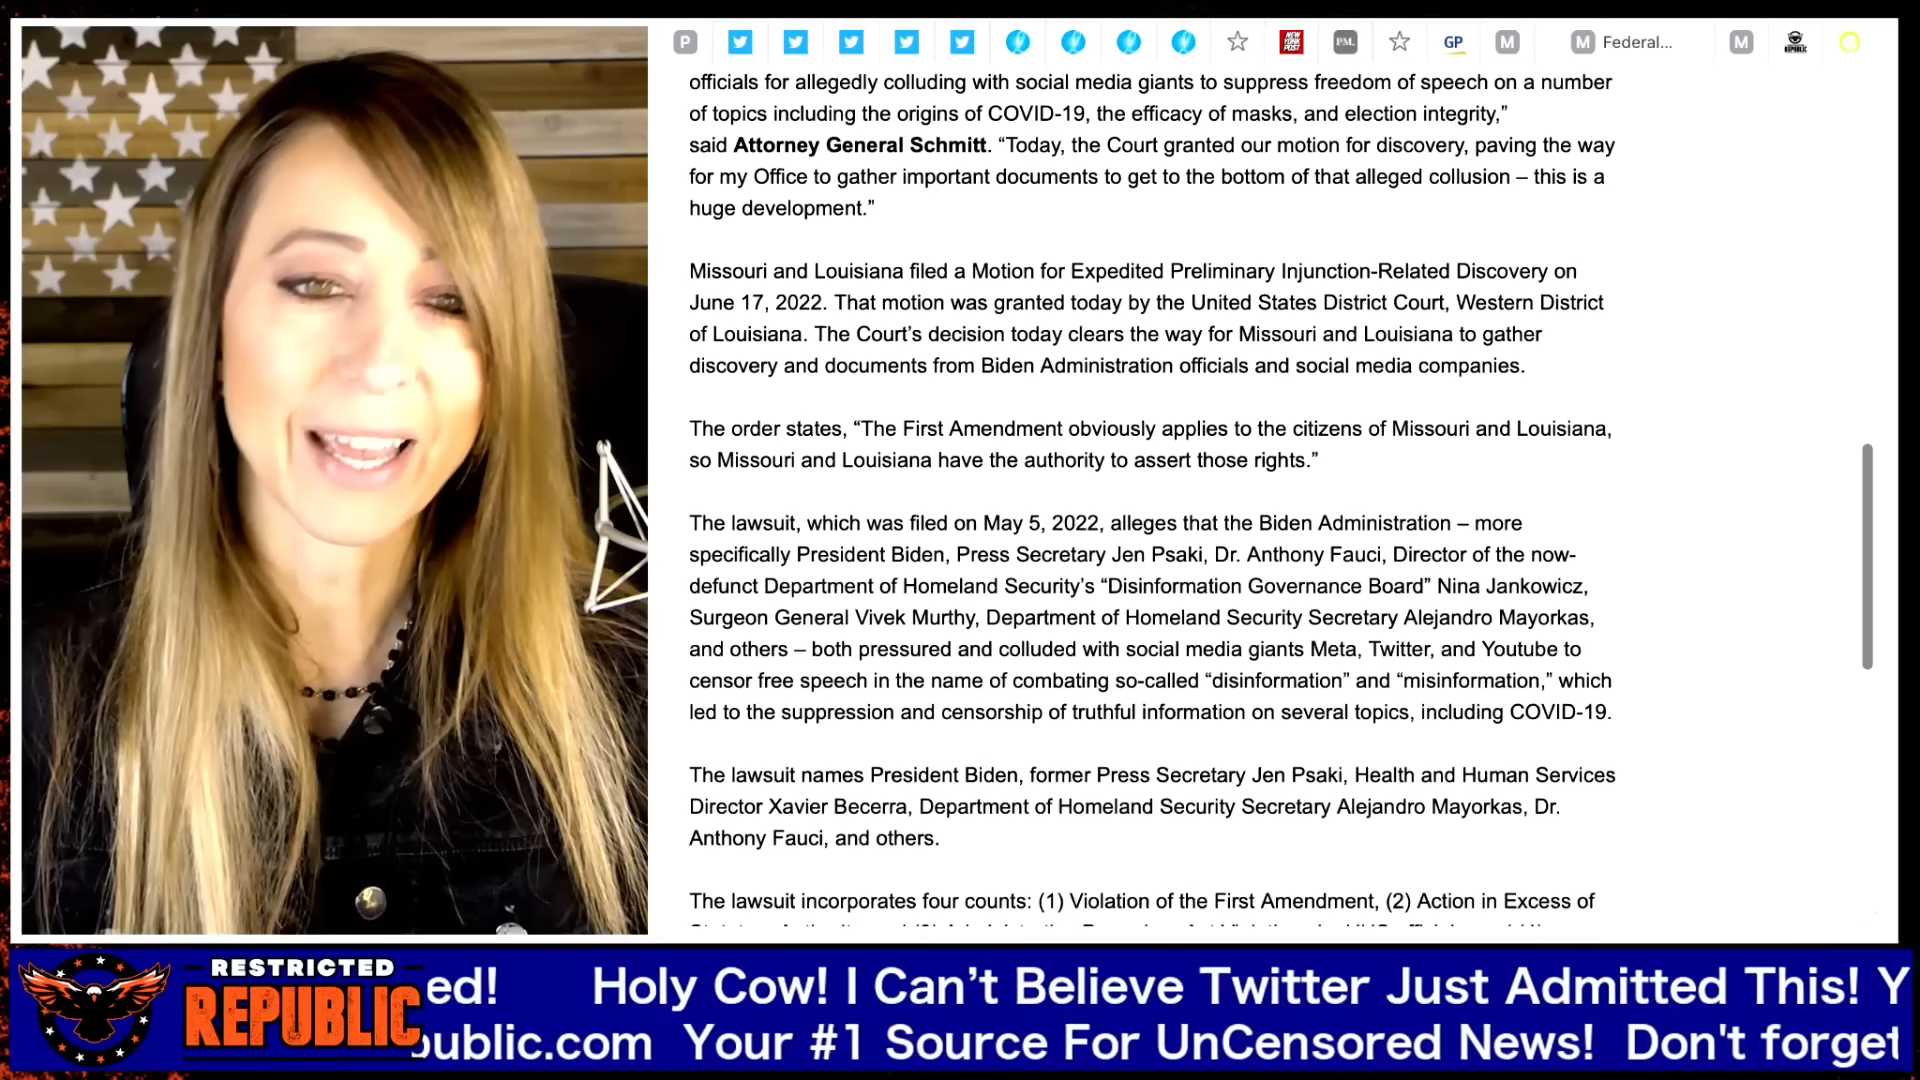 P
NEW YORK POST
PM.
GP
M
M Federal...
M
REPUBLIC
officials for allegedly colluding with social media giants to suppress freedom of speech on a number
of topics including the origins of COVID-19, the efficacy of masks, and election integrity,”
said Attorney General Schmitt. “Today, the Court granted our motion for discovery, paving the way
for my Office to gather important documents to get to the bottom of that alleged collusion – this is a
huge development.”
Missouri and Louisiana filed a Motion for Expedited Preliminary Injunction-Related Discovery on
June 17, 2022. That motion was granted today by the United States District Court, Western District
of Louisiana. The Court’s decision today clears the way for Missouri and Louisiana to gather
discovery and documents from Biden Administration officials and social media companies.
The order states, “The First Amendment obviously applies to the citizens of Missouri and Louisiana,
so Missouri and Louisiana have the authority to assert those rights.”
The lawsuit, which was filed on May 5, 2022, alleges that the Biden Administration – more
specifically President Biden, Press Secretary Jen Psaki, Dr. Anthony Fauci, Director of the now-
defunct Department of Homeland Security’s “Disinformation Governance Board” Nina Jankowicz,
Surgeon General Vivek Murthy, Department of Homeland Security Secretary Alejandro Mayorkas,
and others – both pressured and colluded with social media giants Meta, Twitter, and Youtube to
censor free speech in the name of combating so-called “disinformation” and “misinformation,” which
led to the suppression and censorship of truthful information on several topics, including COVID-19.
The lawsuit names President Biden, former Press Secretary Jen Psaki, Health and Human Services
Director Xavier Becerra, Department of Homeland Security Secretary Alejandro Mayorkas, Dr.
Anthony Fauci, and others.
The lawsuit incorporates four counts: (1) Violation of the First Amendment, (2) Action in Excess of
RESTRICTED
REPUBLIC
ed! Holy Cow! I Can’t Believe Twitter Just Admitted This! Y
public.com Your #1 Source For UnCensored News! Don't forget